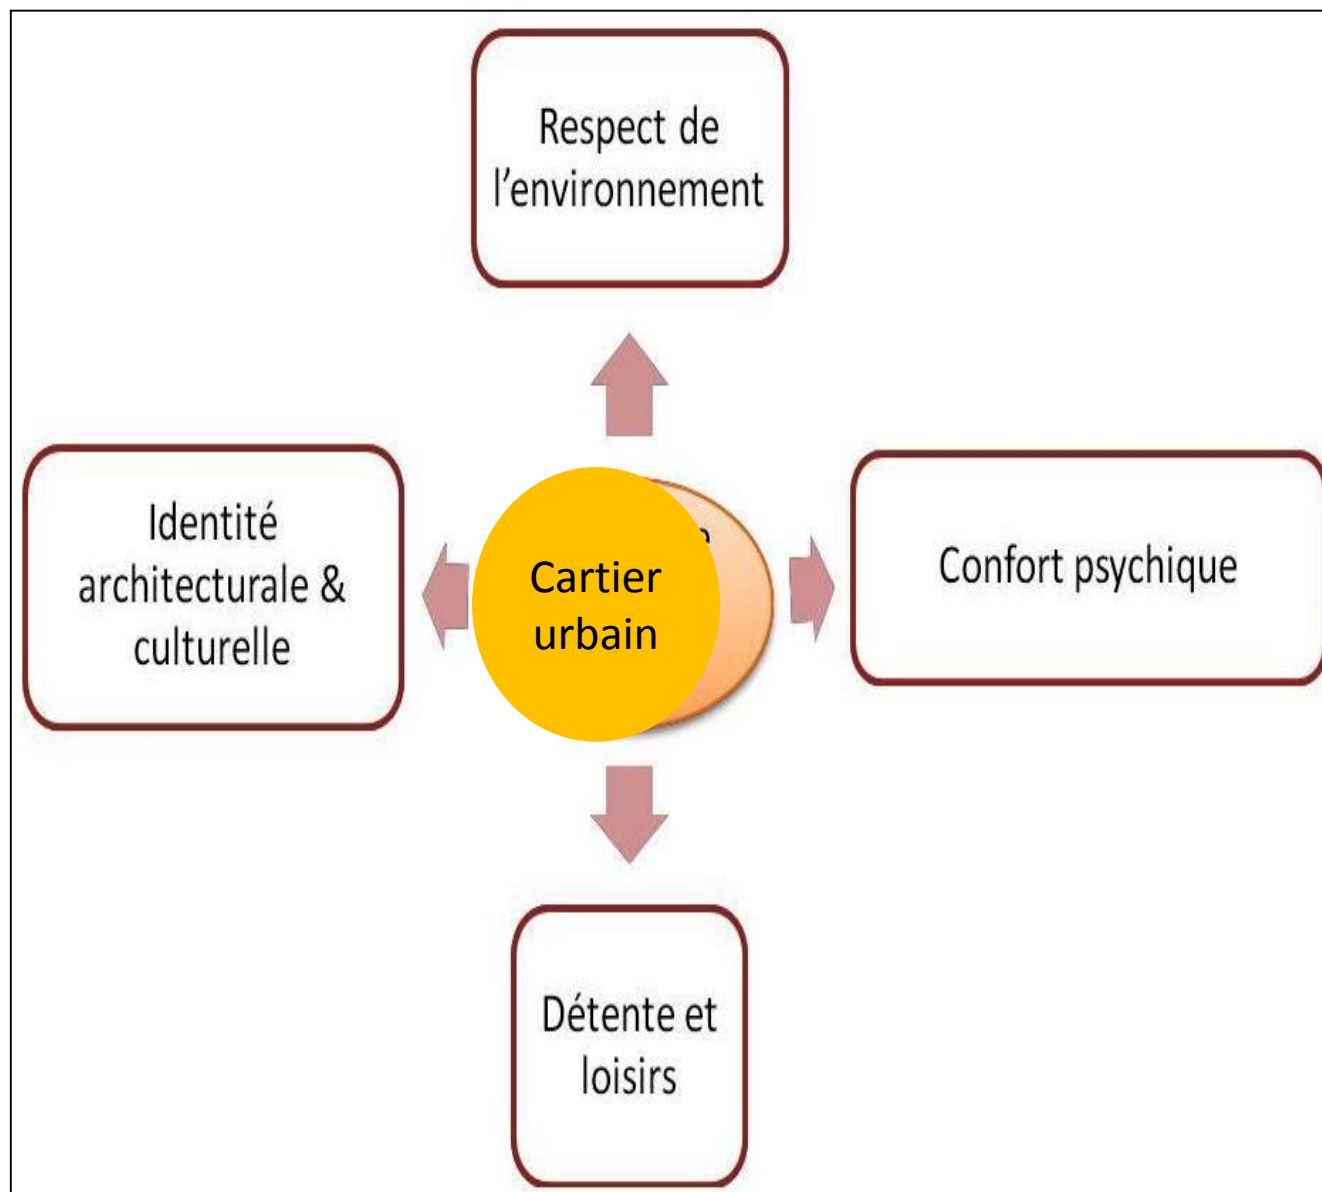 Respect de
l'environnement
Identité
architecturale &
culturelle
Cartier
urbain
Confort psychique
Détente et
loisirs